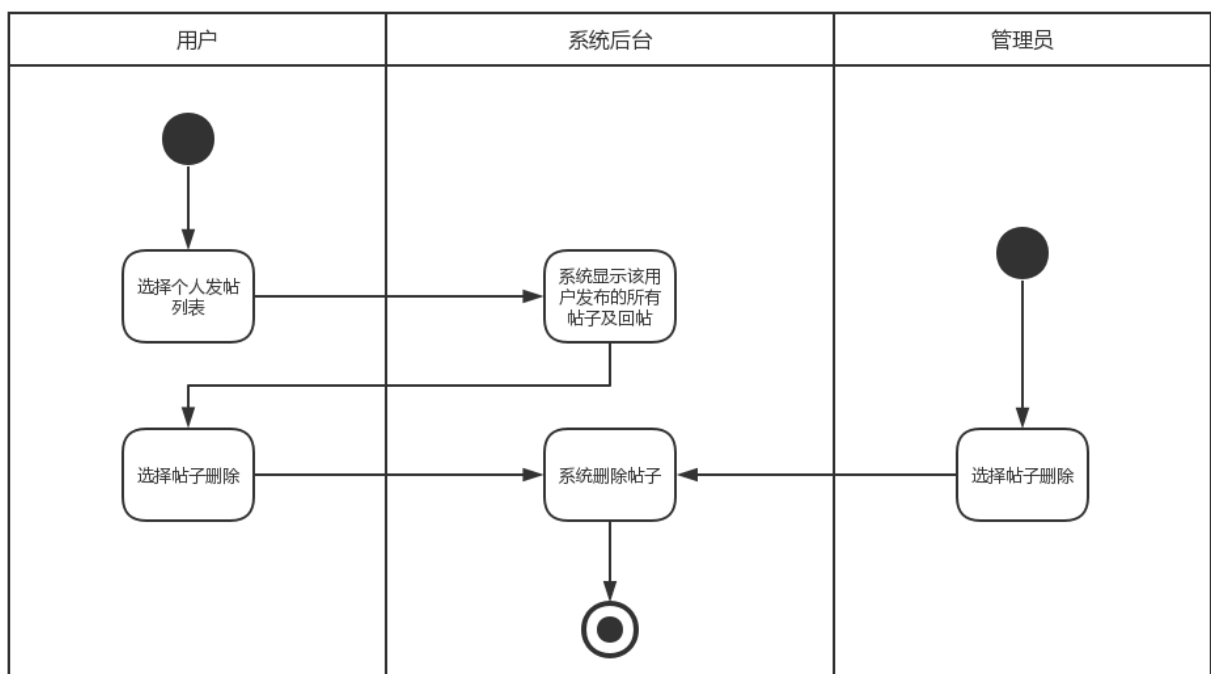 用户
系统后台
管理员
选择个人发帖
列表
系统显示该用
户发布的所有
帖子及回帖
选择帖子删除
系统删除帖子
选择帖子删除